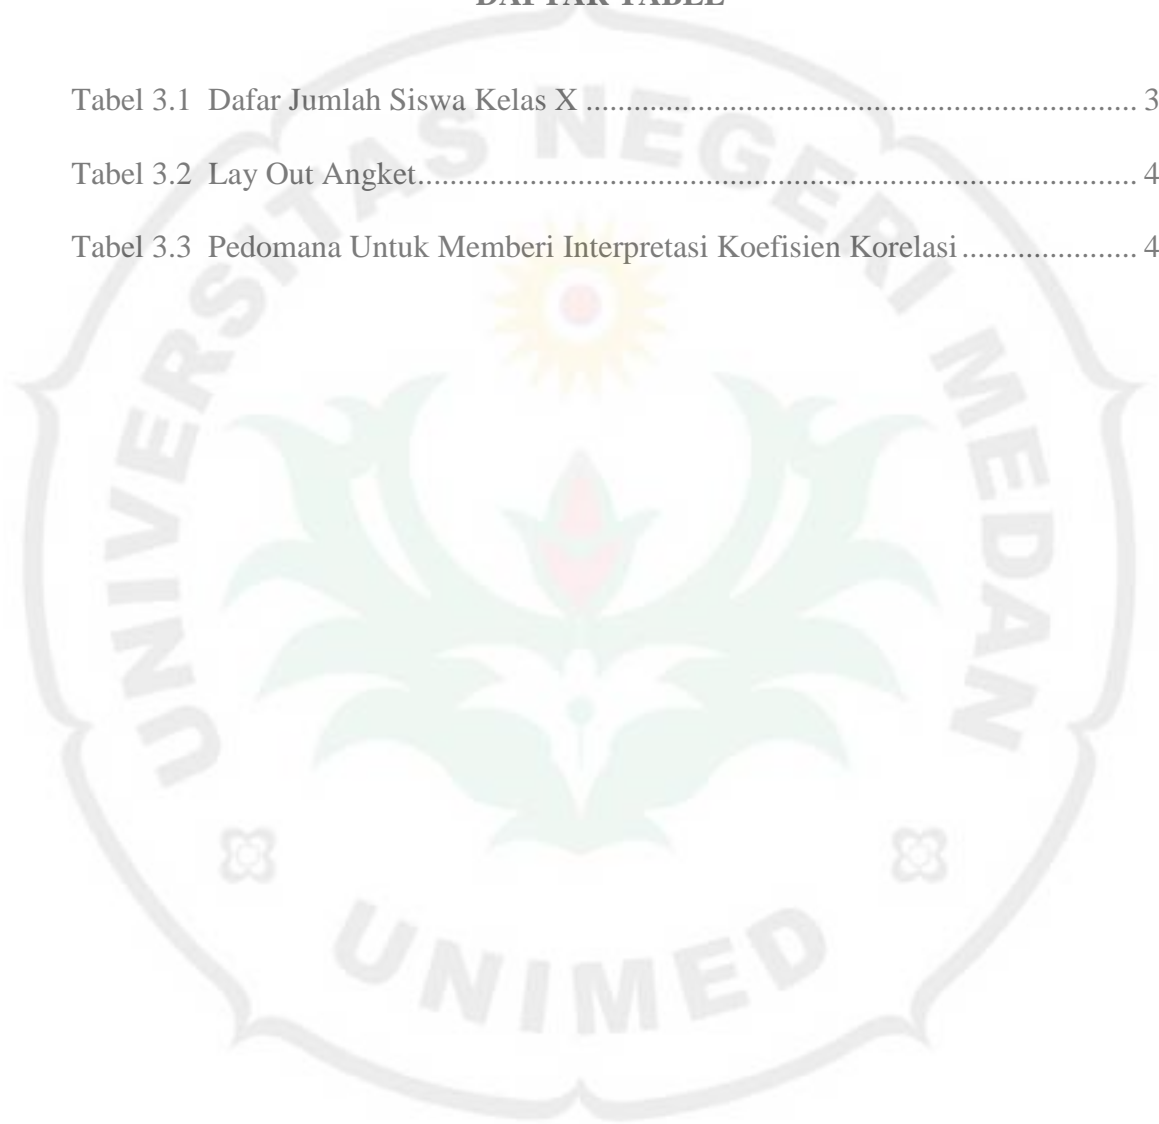 DAFTAR TABEL
Tabel 3.1 Dafar Jumlah Siswa Kelas X ..................................................................................... 3
Tabel 3.2 Lay Out Angket............................................................................................................... 4
Tabel 3.3 Pedomana Untuk Memberi Interpretasi Koefisien Korelasi ........................... 4
UNIVERSITAS NEGERI MEDAN
UNIMED